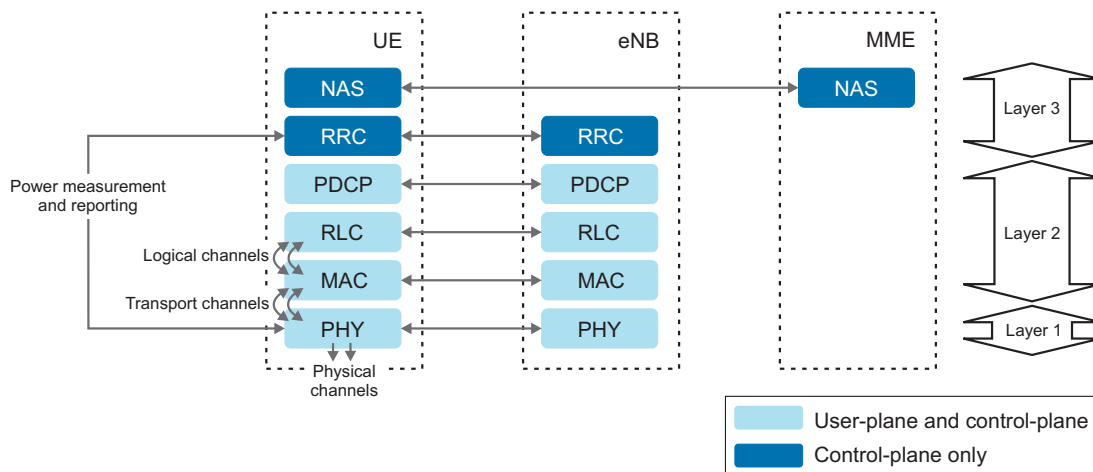 UE
eNB
MME
NAS
NAS
Layer 3
RRC
RRC
Power measurement
and reporting
PDCP
PDCP
RLC
RLC
Layer 2
Logical channels
MAC
MAC
Transport channels
PHY
PHY
Layer 1
Physical
channels
User-plane and control-plane
Control-plane only